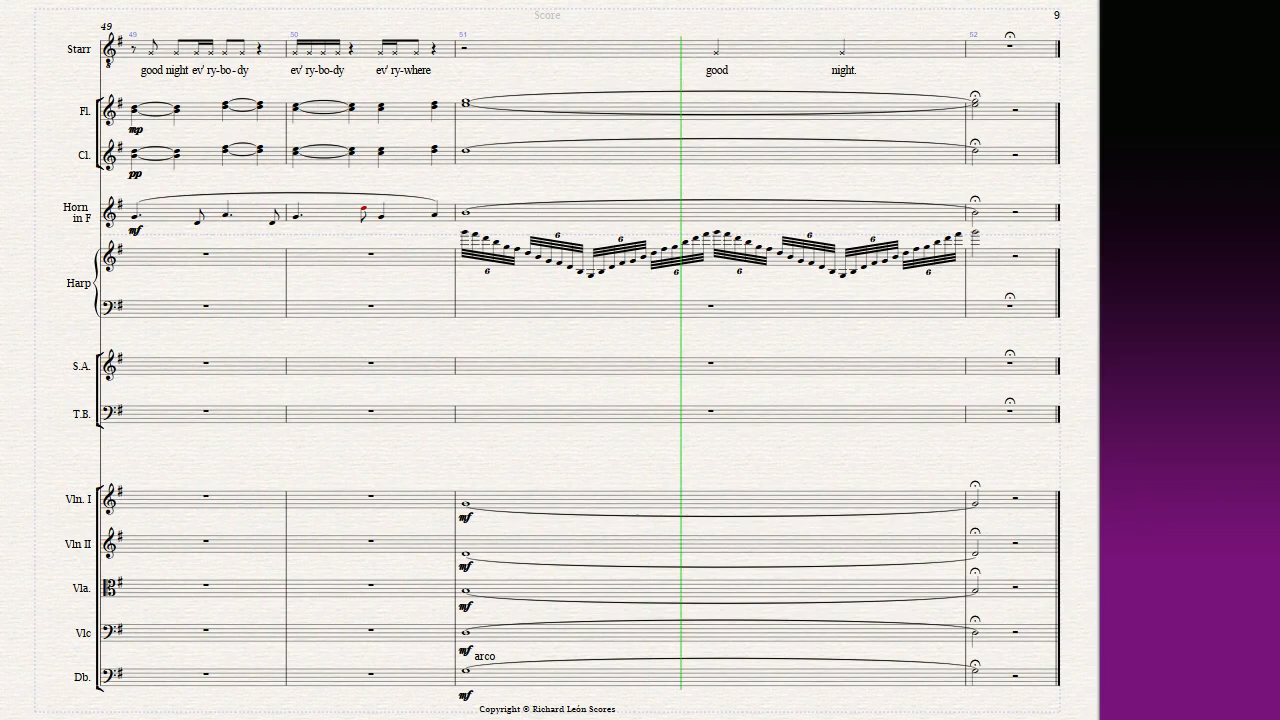 Score
9
49
49 50 51 52
Starr
good night ev' ry-bo-dy ev' ry-bo-dy ev' ry-where good night.
Fl.
mp
Cl.
pp
Horn
in F
mf
6 6 6 6
Harp
6 6 6 6
S.A.
T.B.
Vln. I
mf
Vln II
mf
Vla.
mf
Vlc
mf
arco
Db.
mf
Copyright © Richard León Scores